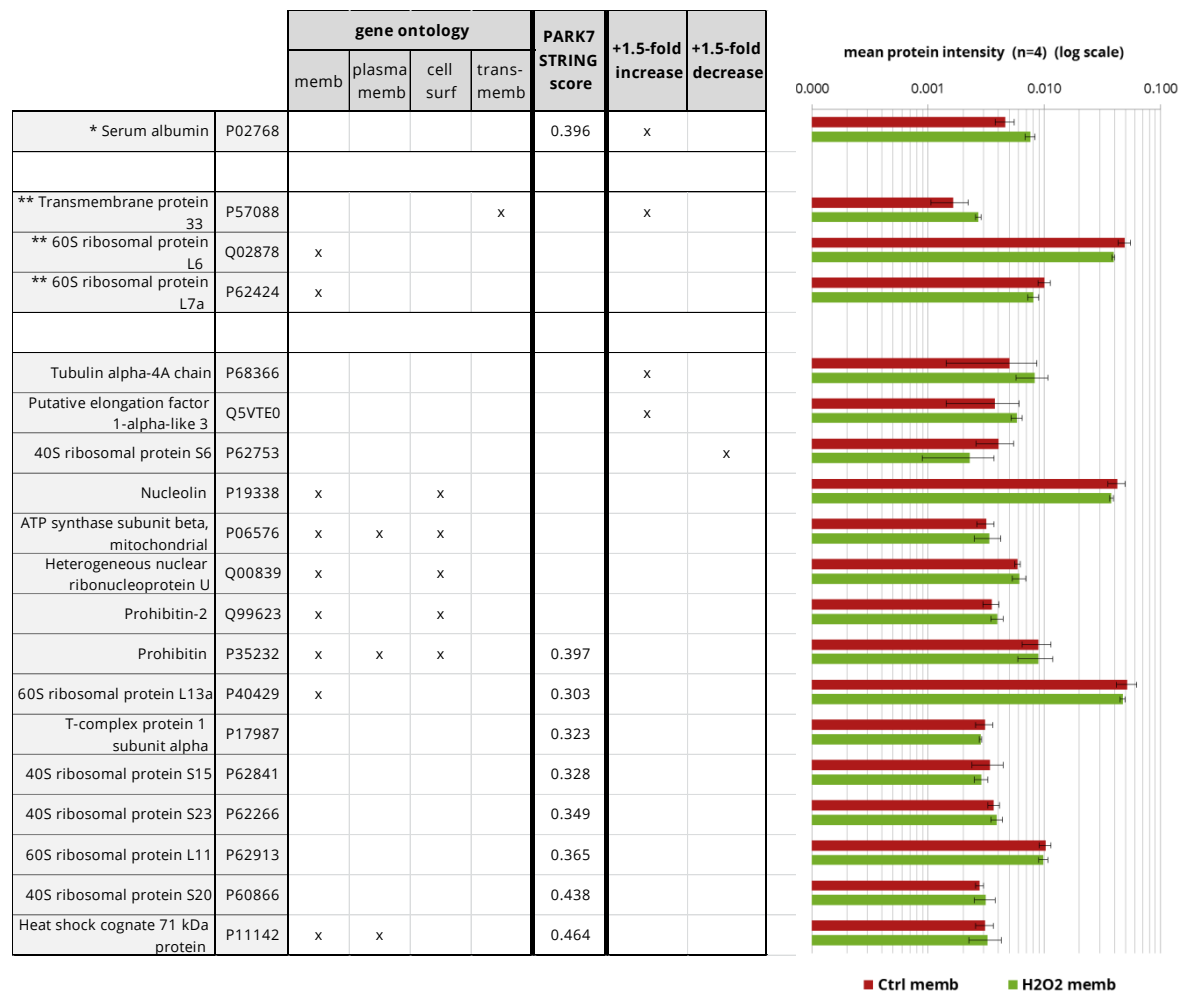 gene ontology
PARK7
STRING
score
+1.5-fold
increase
+1.5-fold
decrease
memb
plasma
memb
cell
surf
trans-
memb
mean protein intensity (n=4) (log scale)
0.000 0.001 0.010 0.100
* Serum albumin P02768 0.396 x
** Transmembrane protein
33
P57088 x x
** 60S ribosomal protein
L6
Q02878 x
** 60S ribosomal protein
L7a
P62424 x
Tubulin alpha-4A chain P68366 x
Putative elongation factor
1-alpha-like 3
Q5VTE0 x
40S ribosomal protein S6 P62753 x
Nucleolin P19338 x x
ATP synthase subunit beta,
mitochondrial
P06576 x x x
Heterogeneous nuclear
ribonucleoprotein U
Q00839 x x
Prohibitin-2 Q99623 x x
Prohibitin P35232 x x x 0.397
60S ribosomal protein L13a P40429 x 0.303
T-complex protein 1
subunit alpha
P17987 0.323
40S ribosomal protein S15 P62841 0.328
40S ribosomal protein S23 P62266 0.349
60S ribosomal protein L11 P62913 0.365
40S ribosomal protein S20 P60866 0.438
Heat shock cognate 71 kDa
protein
P11142 x x 0.464
Ctrl memb H2O2 memb